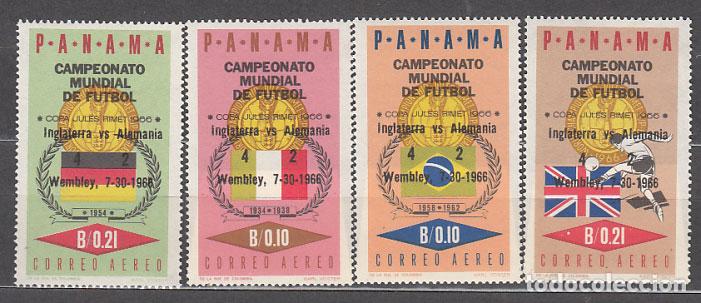 P·A·N·A·M·A
CAMPEONATO
MUNDIAL
DE FUTBOL
COPA JULES RIMET 1966
Inglaterra vs Alemania
4 2
Wembley, 7-30-1966
1954
B/0.21
CORREO AEREO
P·A·N·A·M·A
CAMPEONATO
MUNDIAL
DE FUTBOL
COPA JULES RIMET 1966
Inglaterra vs Alemania
4 2
Wembley, 7-30-1966
1934 * 1938
B/0.10
CORREO AEREO
P·A·N·A·M·A
CAMPEONATO
MUNDIAL
DE FUTBOL
COPA JULES RIMET 1966
Inglaterra vs Alemania
4 2
Wembley, 7-30-1966
1958 * 1962
B/0.10
CORREO AEREO
P·A·N·A·M·A
CAMPEONATO
MUNDIAL
DE FUTBOL
COPA JULES RIMET 1966
Inglaterra vs Alemania
1966
4
Wembley, 7-30-1966
B/0.21
CORREO AEREO
todocoleccion